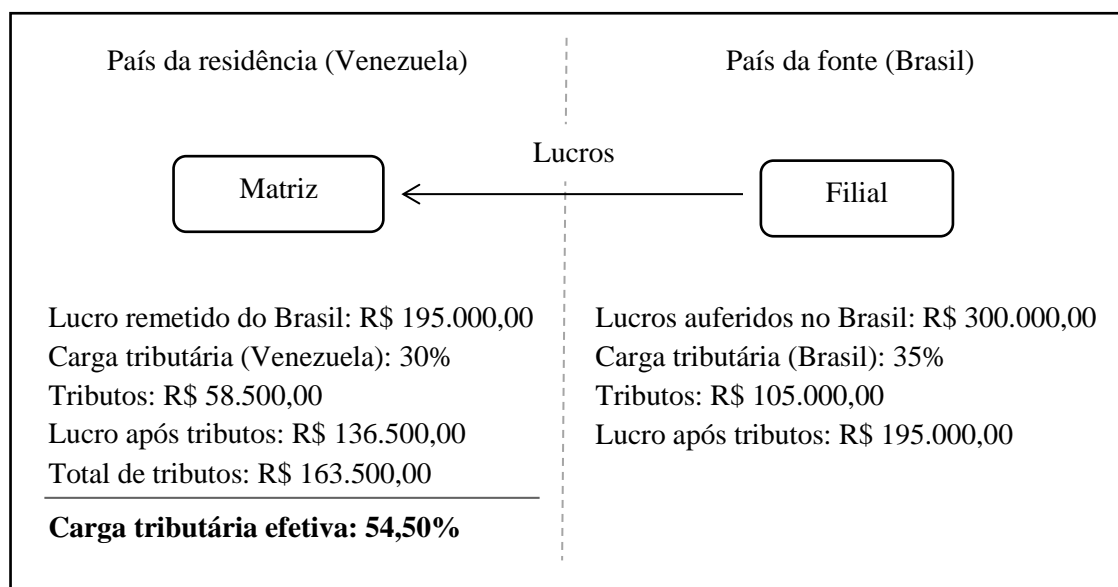 País da residência (Venezuela)
País da fonte (Brasil)
Lucros
Matriz
Filial
Lucro remetido do Brasil: R$ 195.000,00
Carga tributária (Venezuela): 30%
Tributos: R$ 58.500,00
Lucro após tributos: R$ 136.500,00
Total de tributos: R$ 163.500,00
Carga tributária efetiva: 54,50%
Lucros auferidos no Brasil: R$ 300.000,00
Carga tributária (Brasil): 35%
Tributos: R$ 105.000,00
Lucro após tributos: R$ 195.000,00